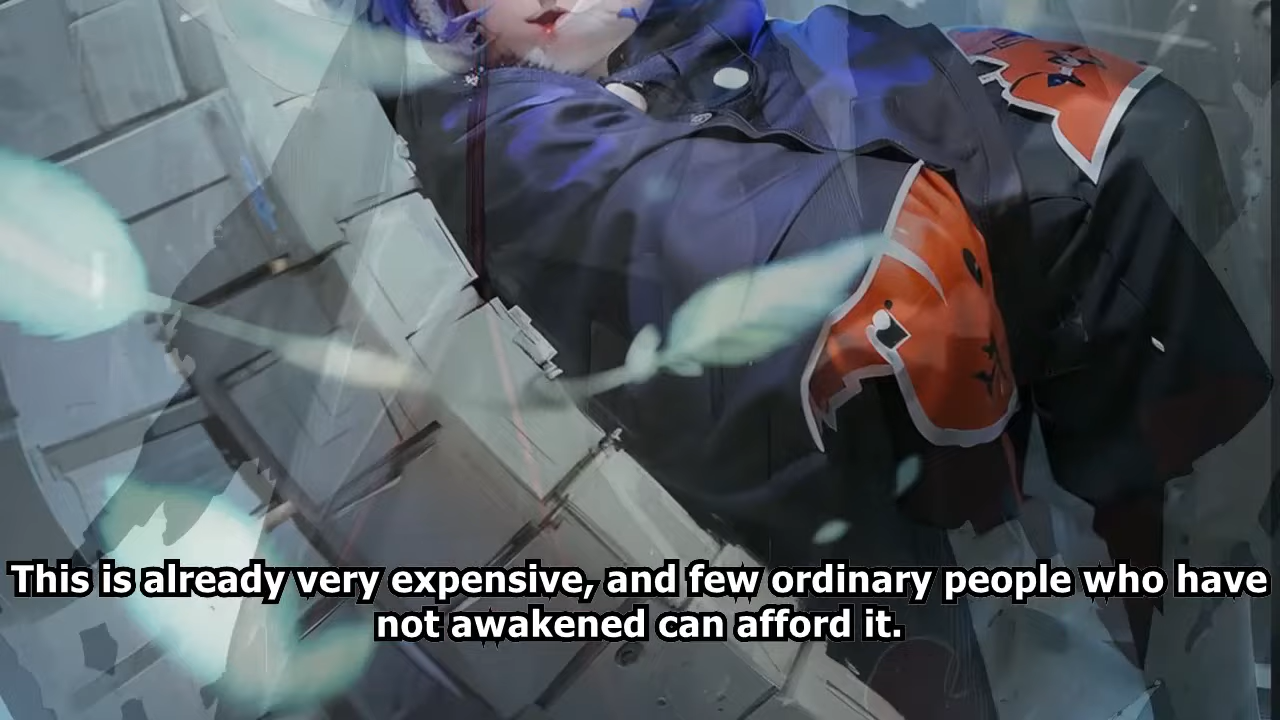 This is already very expensive, and few ordinary people who have
not awakened can afford it.